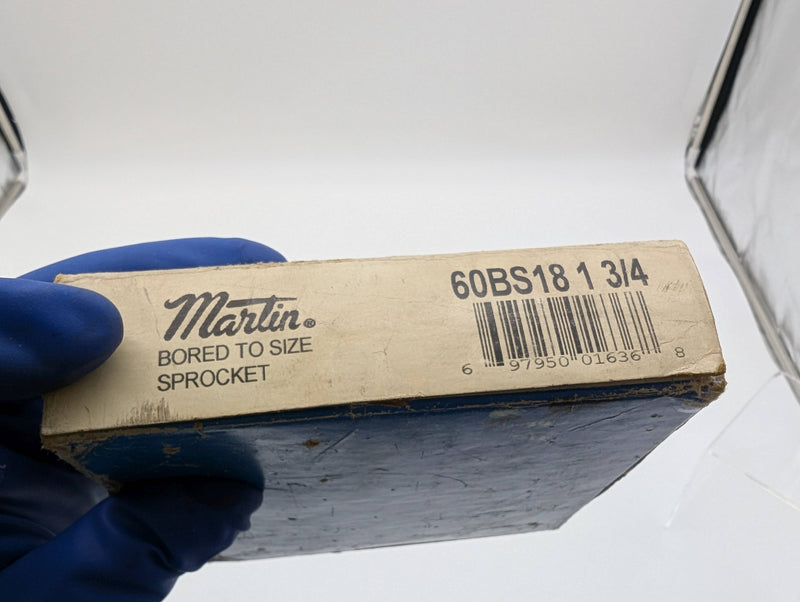 Martin®
BORED TO SIZE
SPROCKET
60BS18 1 3/4
6 97950 01636 8